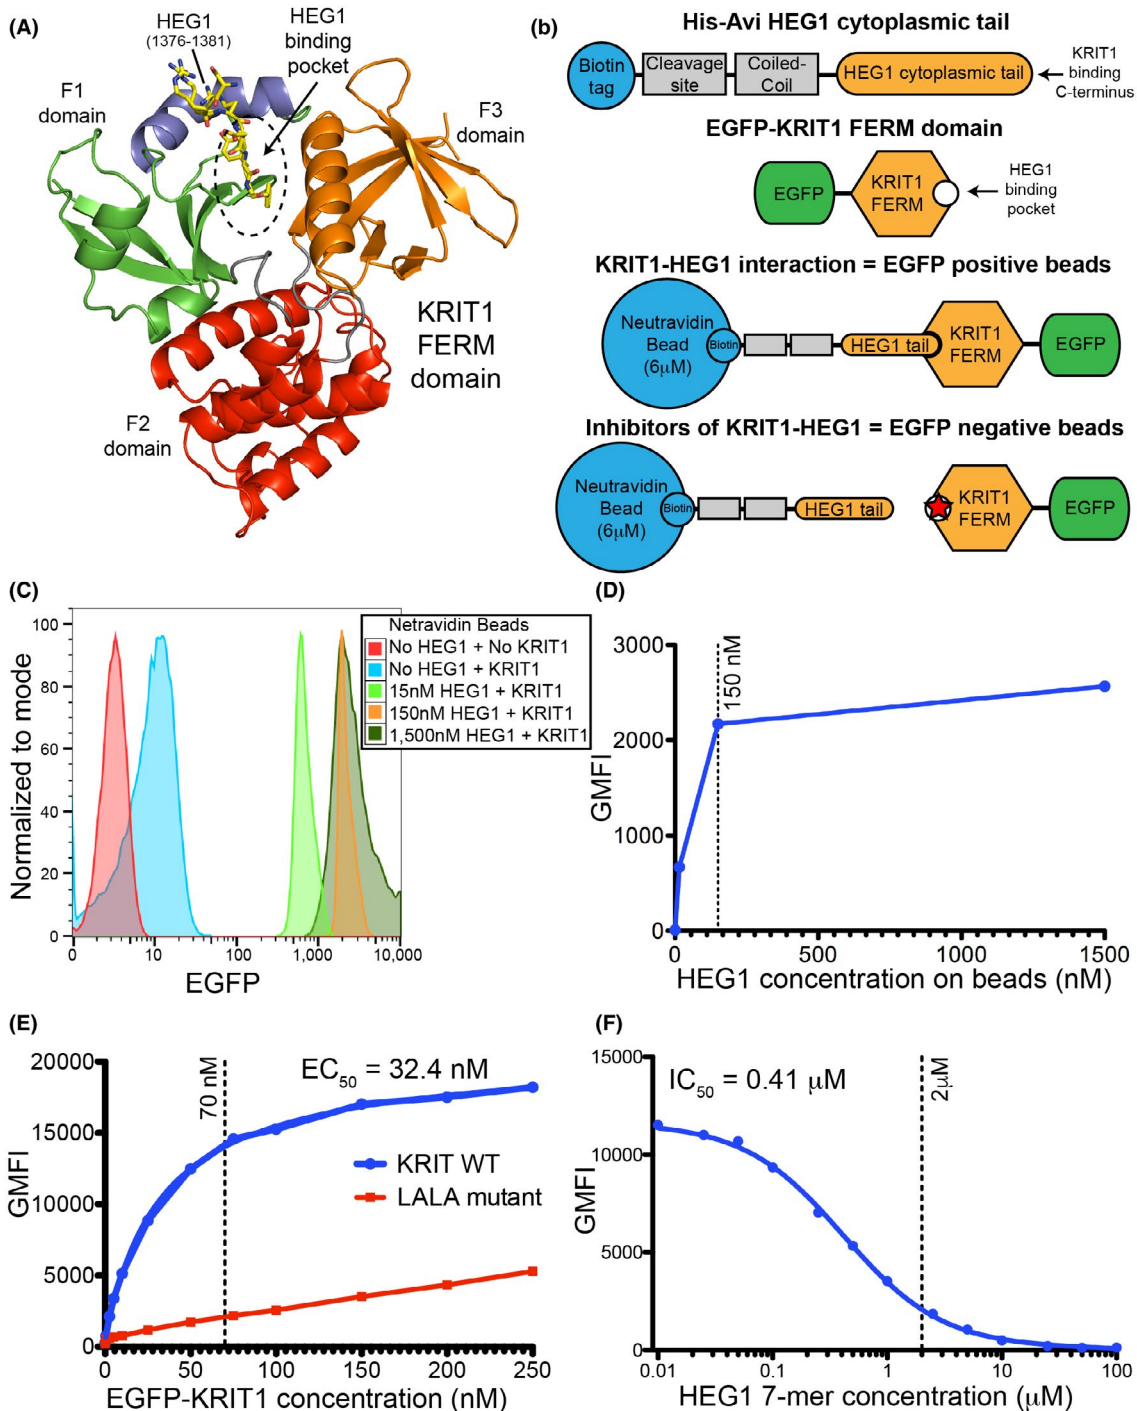 (A)
HEG1
(1376-1381)
HEG1
binding
pocket
F1
domain
F3
domain
KRIT1
FERM
domain
F2
domain
(b)
His-Avi HEG1 cytoplasmic tail
Biotin
tag
Cleavage
site
Coiled-
Coil
HEG1 cytoplasmic tail
KRIT1
binding
C-terminus
EGFP-KRIT1 FERM domain
EGFP
KRIT1
FERM
HEG1
binding
pocket
KRIT1-HEG1 interaction = EGFP positive beads
Neutravidin
Bead
(6μM)
Biotin
HEG1 tail
KRIT1
FERM
EGFP
Inhibitors of KRIT1-HEG1 = EGFP negative beads
Neutravidin
Bead
(6μM)
Biotin
HEG1 tail
KRIT1
FERM
EGFP
(C)
Normalized to mode
100
80
60
40
20
0
0 10 100 1,000 10,000
EGFP
Netravidin Beads
No HEG1 + No KRIT1
No HEG1 + KRIT1
15nM HEG1 + KRIT1
150nM HEG1 + KRIT1
1,500nM HEG1 + KRIT1
(D)
GMFI
3000
2000
1000
0
150 nM
0 500 1000 1500
HEG1 concentration on beads (nM)
(E)
GMFI
20000
15000
10000
5000
0
70 nM
EC50 = 32.4 nM
KRIT WT
LALA mutant
0 50 100 150 200 250
EGFP-KRIT1 concentration (nM)
(F)
GMFI
15000
10000
5000
0
IC50 = 0.41 μM
2μM
0.01 0.1 1 10 100
HEG1 7-mer concentration (μM)